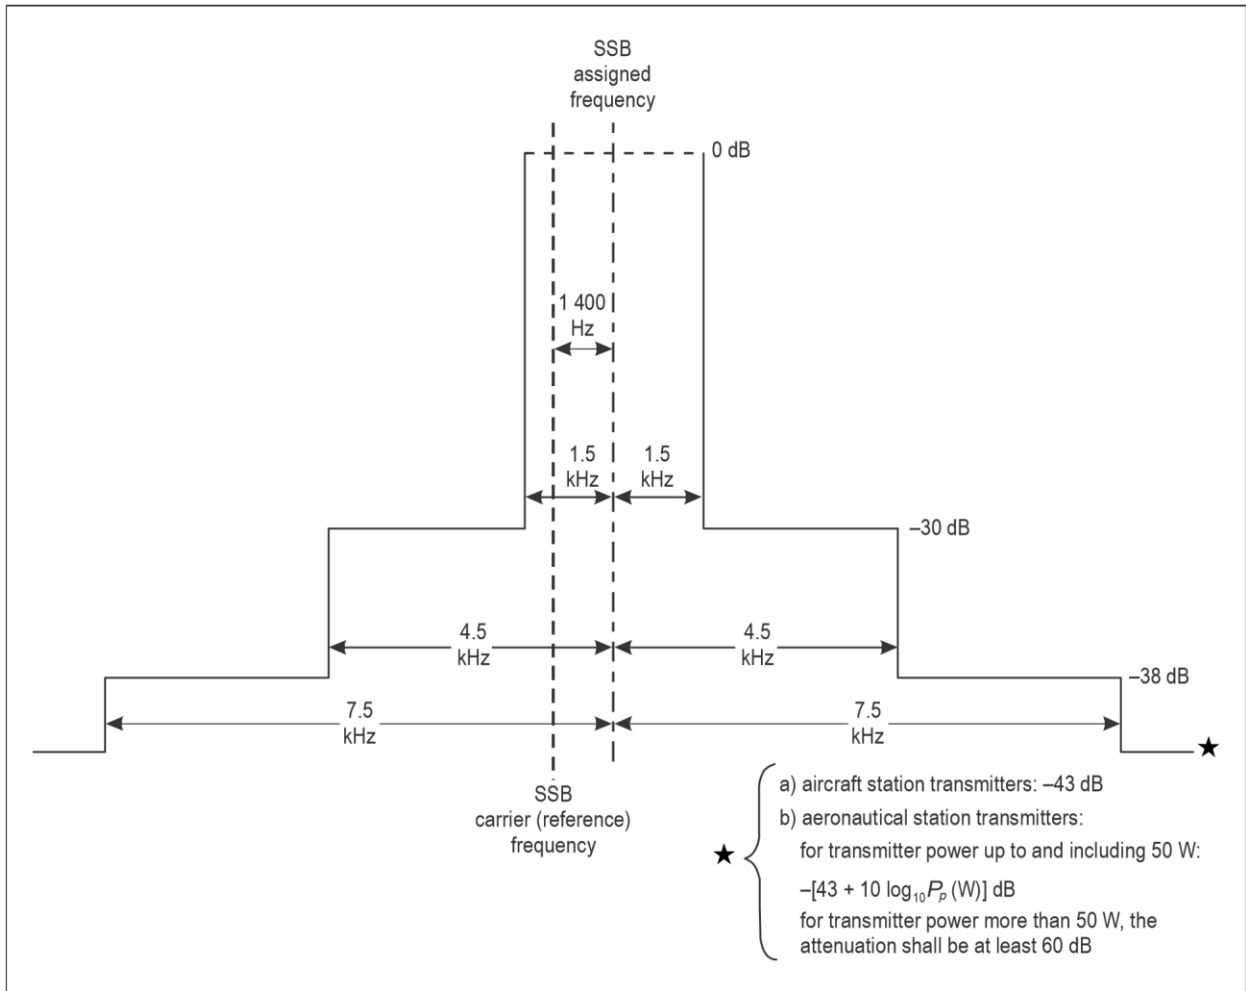 SSB
assigned
frequency
0 dB
1 400
Hz
1.5
kHz
1.5
kHz
–30 dB
4.5
kHz
4.5
kHz
–38 dB
7.5
kHz
7.5
kHz
★
SSB
carrier (reference)
frequency
★
a) aircraft station transmitters: –43 dB
b) aeronautical station transmitters:
for transmitter power up to and including 50 W:
–[43 + 10 log₁₀Pₚ (W)] dB
for transmitter power more than 50 W, the
attenuation shall be at least 60 dB